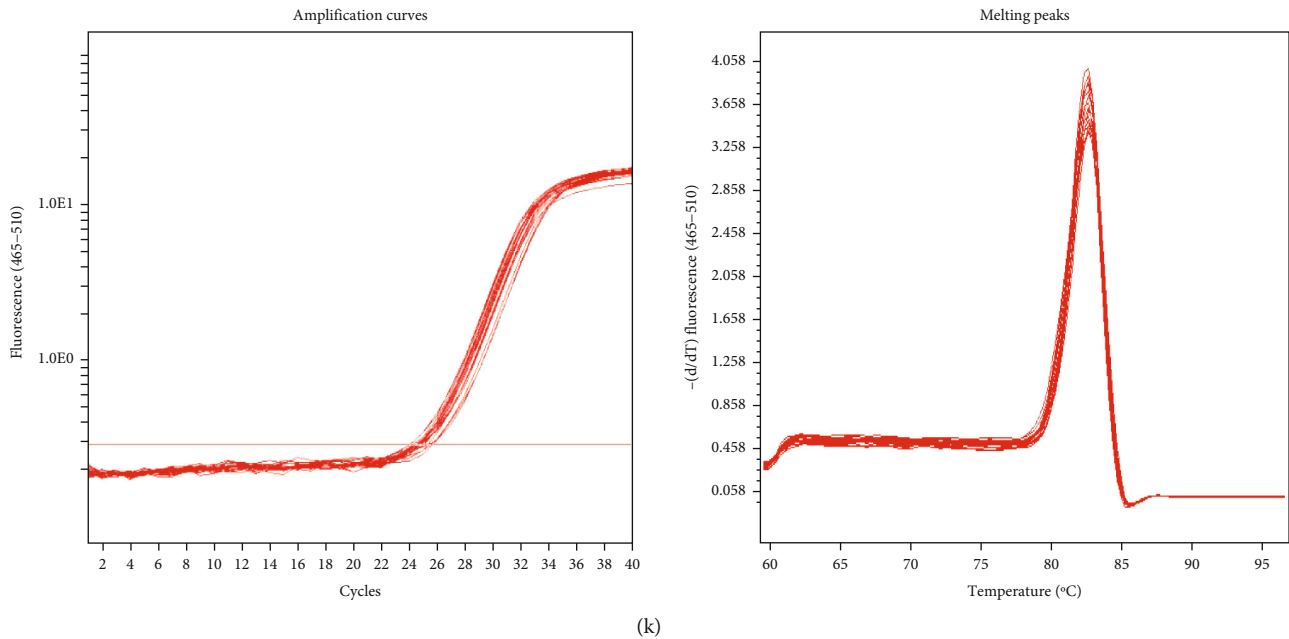 Amplification curves
Fluorescence (465–510)
1.0E1
1.0E0
2 4 6 8 10 12 14 16 18 20 22 24 26 28 30 32 34 36 38 40
Cycles
Melting peaks
–(d/dT) fluorescence (465–510)
4.058
3.658
3.258
2.858
2.458
2.058
1.658
1.258
0.858
0.458
0.058
60 65 70 75 80 85 90 95
Temperature (ºC)
(k)